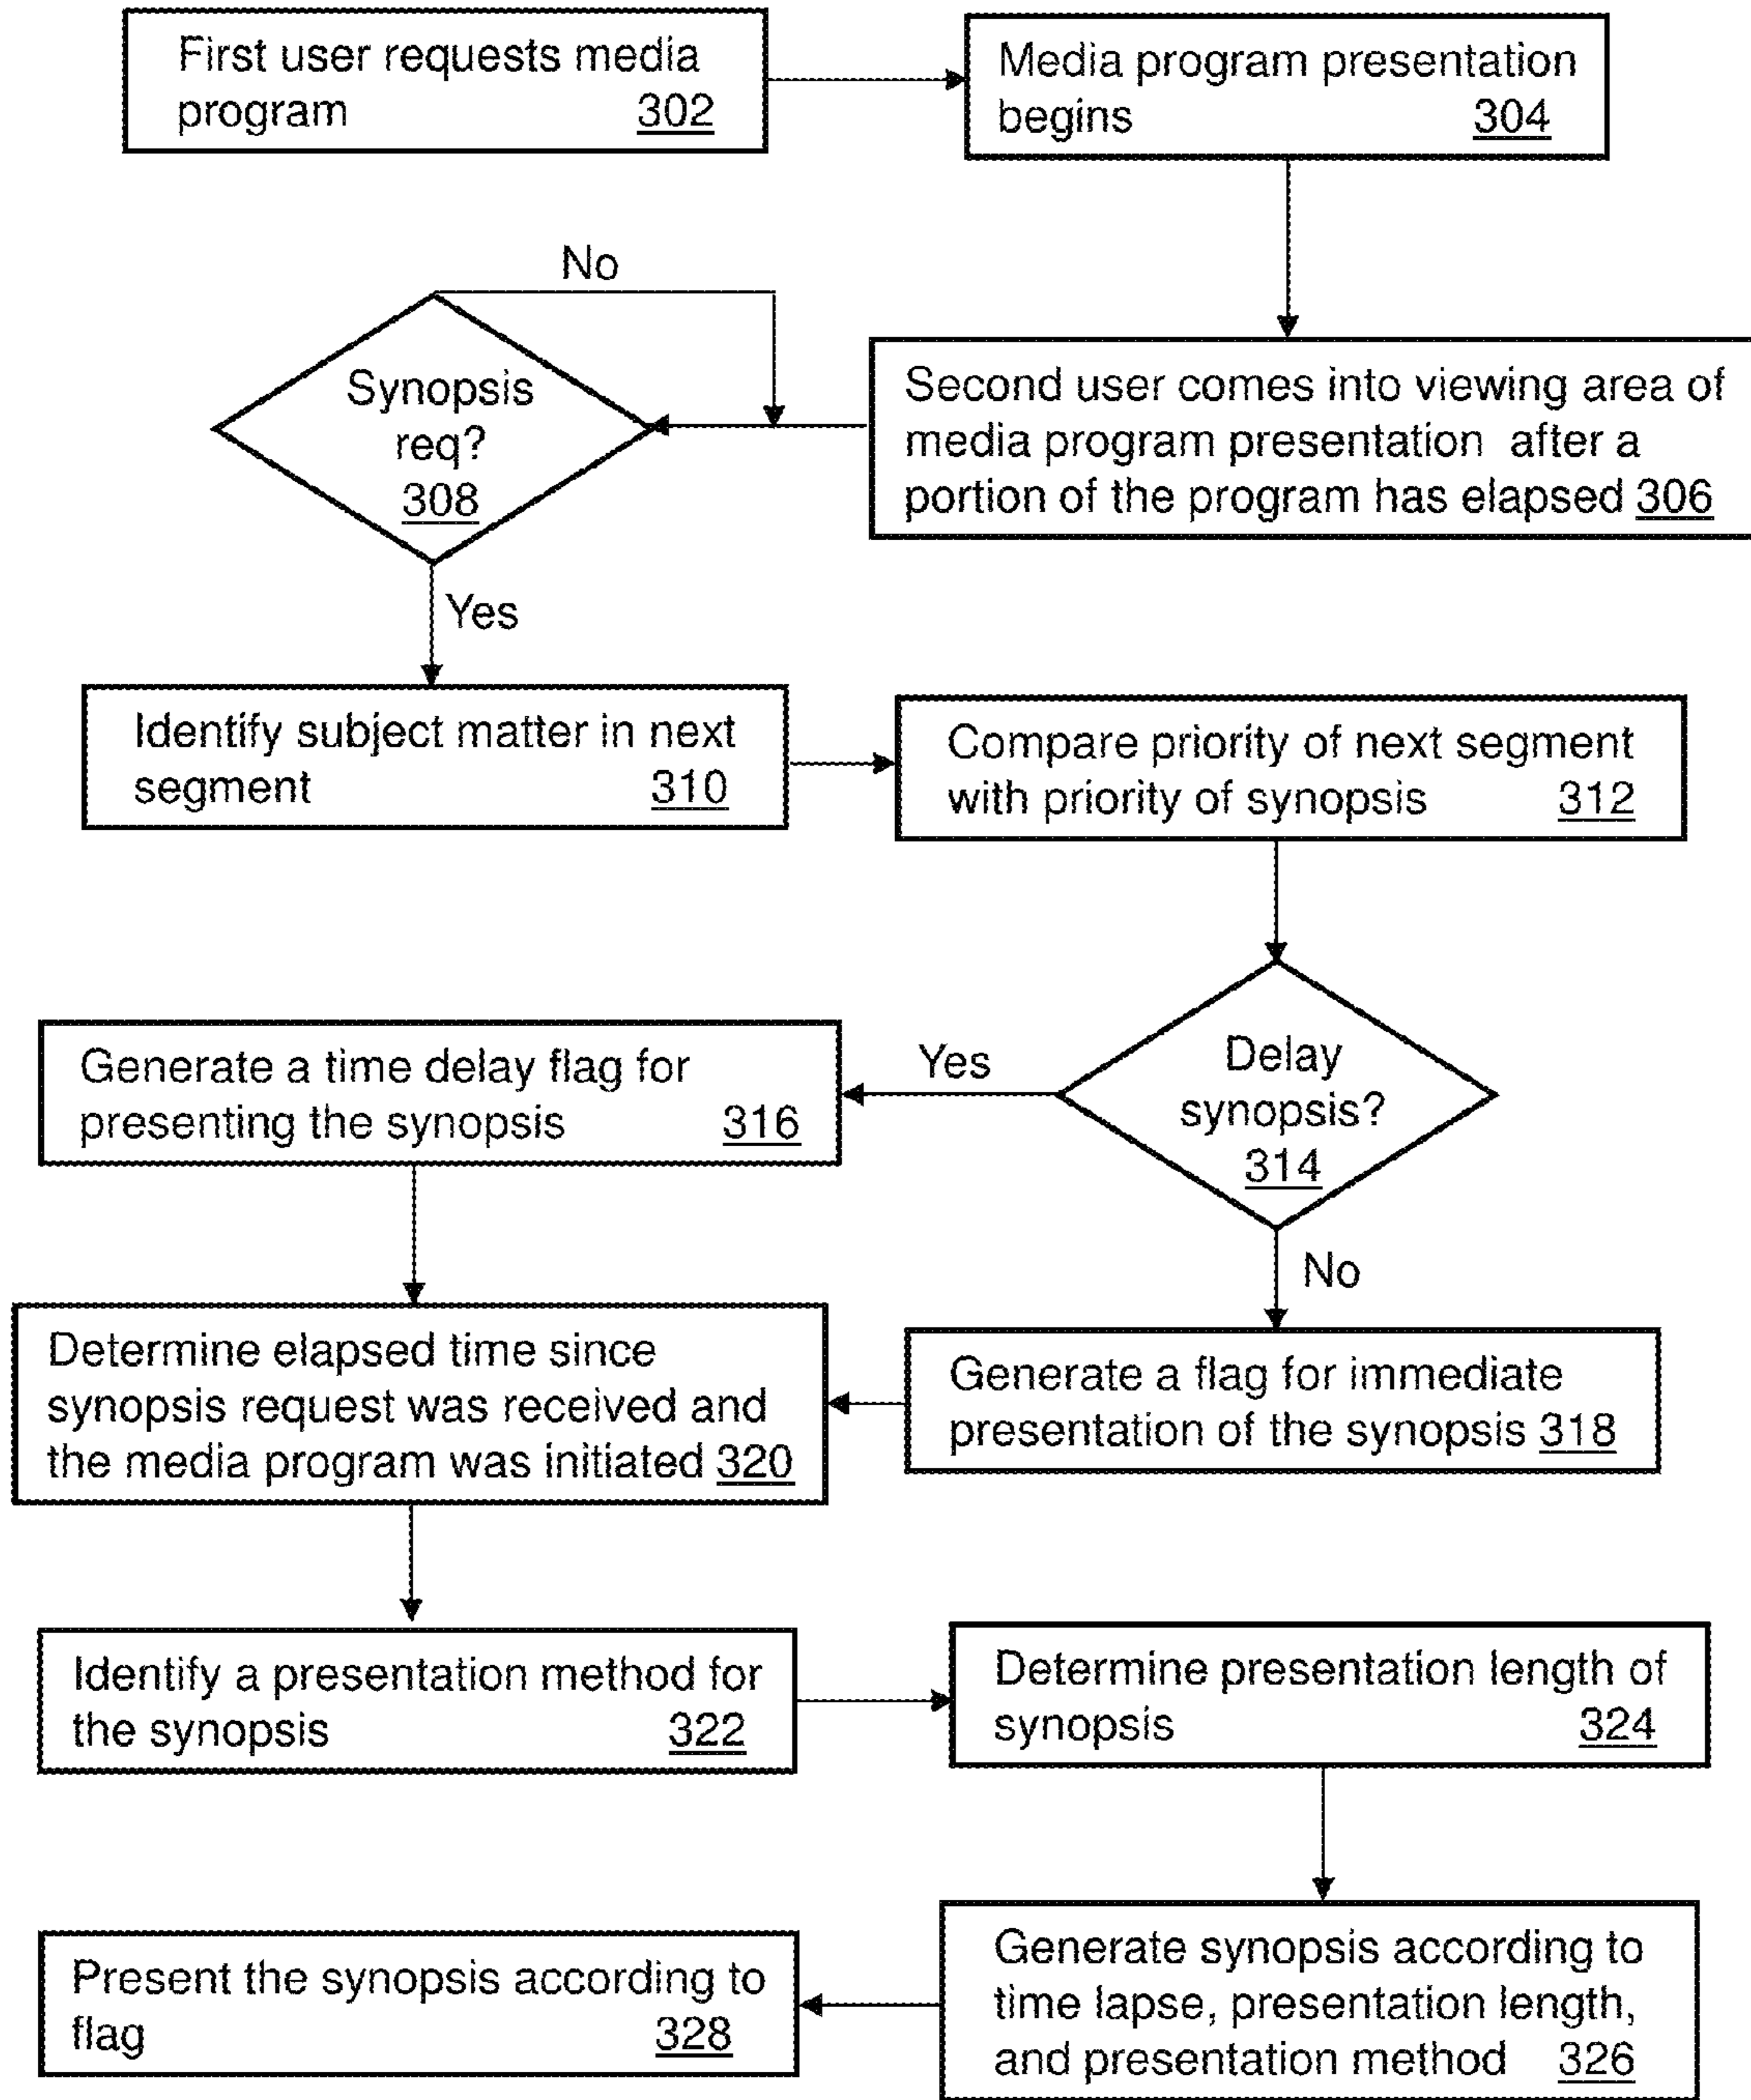 First user requests media
program 302
Media program presentation
begins 304
No
Synopsis
req?
308
Second user comes into viewing area of
media program presentation after a
portion of the program has elapsed 306
Yes
Identify subject matter in next
segment 310
Compare priority of next segment
with priority of synopsis 312
Delay
synopsis?
314
Yes
Generate a time delay flag for
presenting the synopsis 316
No
Generate a flag for immediate
presentation of the synopsis 318
Determine elapsed time since
synopsis request was received and
the media program was initiated 320
Identify a presentation method for
the synopsis 322
Determine presentation length of
synopsis 324
Generate synopsis according to
time lapse, presentation length,
and presentation method 326
Present the synopsis according to
flag 328